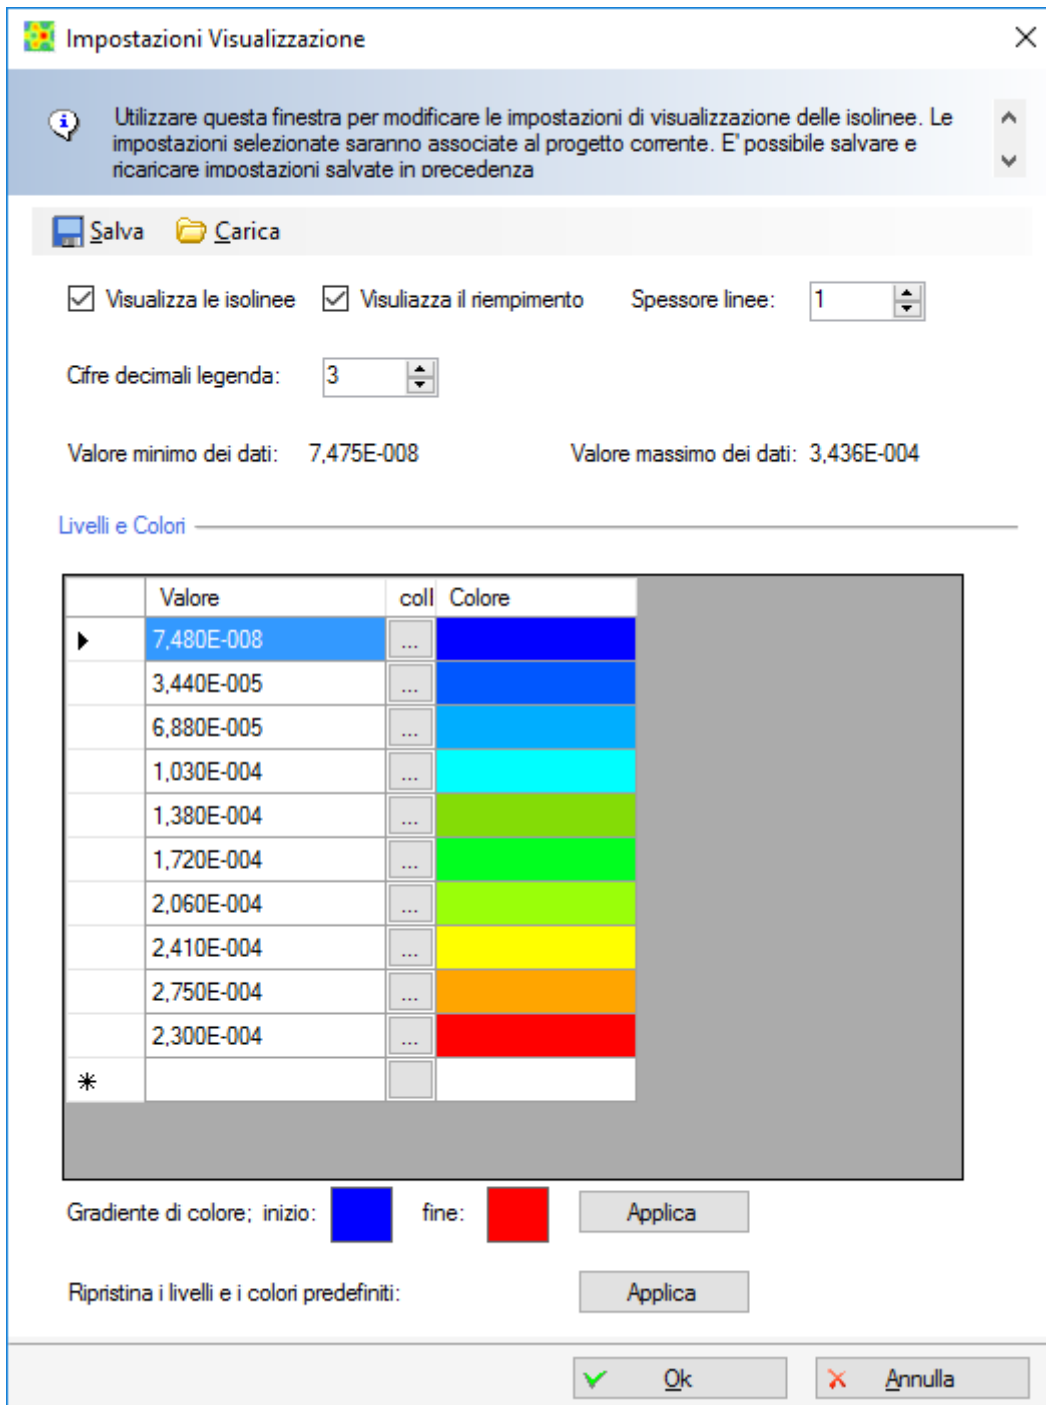 Impostazioni Visualizzazione
Utilizzare questa finestra per modificare le impostazioni di visualizzazione delle isolinee. Le
impostazioni selezionate saranno associate al progetto corrente. E' possibile salvare e
ricaricare impostazioni salvate in precedenza
Salva Carica
Visualizza le isolinee Visuliazza il riempimento Spessore linee: 1
Cifre decimali legenda: 3
Valore minimo dei dati: 7,475E-008 Valore massimo dei dati: 3,436E-004
Livelli e Colori
Valore coll Colore
7,480E-008 ...
3,440E-005 ...
6,880E-005 ...
1,030E-004 ...
1,380E-004 ...
1,720E-004 ...
2,060E-004 ...
2,410E-004 ...
2,750E-004 ...
2,300E-004 ...
Gradiente di colore; inizio: fine: Applica
Ripristina i livelli e i colori predefiniti: Applica
Ok Annulla